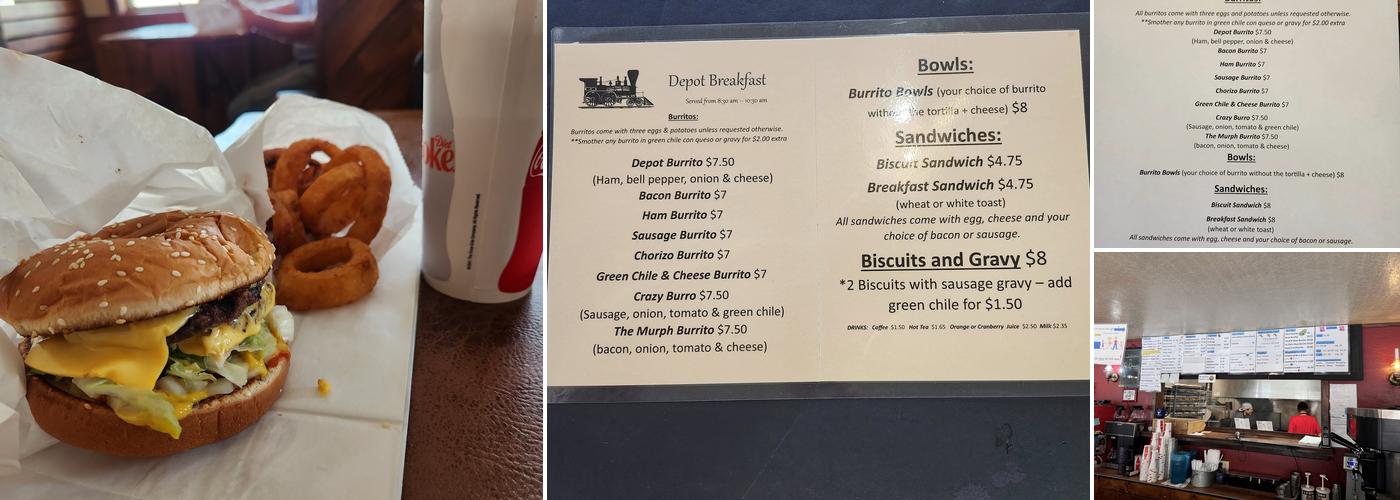 Diet
oke
Depot Breakfast
Served from 8:30 am – 10:30 am
Burritos:
Burritos come with three eggs & potatoes unless requested otherwise.
**Smother any burrito in green chile con queso or gravy for $2.00 extra
Depot Burrito $7.50
(Ham, bell pepper, onion & cheese)
Bacon Burrito $7
Ham Burrito $7
Sausage Burrito $7
Chorizo Burrito $7
Green Chile & Cheese Burrito $7
Crazy Burro $7.50
(Sausage, onion, tomato & green chile)
The Murph Burrito $7.50
(bacon, onion, tomato & cheese)
Bowls:
Burrito Bowls (your choice of burrito
without the tortilla + cheese) $8
Sandwiches:
Biscuit Sandwich $4.75
Breakfast Sandwich $4.75
(wheat or white toast)
All sandwiches come with egg, cheese and your
choice of bacon or sausage.
Biscuits and Gravy $8
*2 Biscuits with sausage gravy – add
green chile for $1.50
DRINKS: Coffee $1.50 Hot Tea $1.65 Orange or Cranberry Juice $2.50 Milk $2.35
Burritos:
All burritos come with three eggs and potatoes unless requested otherwise.
**Smother any burrito in green chile con queso or gravy for $2.00 extra
Depot Burrito $7.50
(Ham, bell pepper, onion & cheese)
Bacon Burrito $7
Ham Burrito $7
Sausage Burrito $7
Chorizo Burrito $7
Green Chile & Cheese Burrito $7
Crazy Burro $7.50
(Sausage, onion, tomato & green chile)
The Murph Burrito $7.50
(bacon, onion, tomato & cheese)
Bowls:
Burrito Bowls (your choice of burrito without the tortilla + cheese) $8
Sandwiches:
Biscuit Sandwich $8
Breakfast Sandwich $8
(wheat or white toast)
All sandwiches come with egg, cheese and your choice of bacon or sausage.